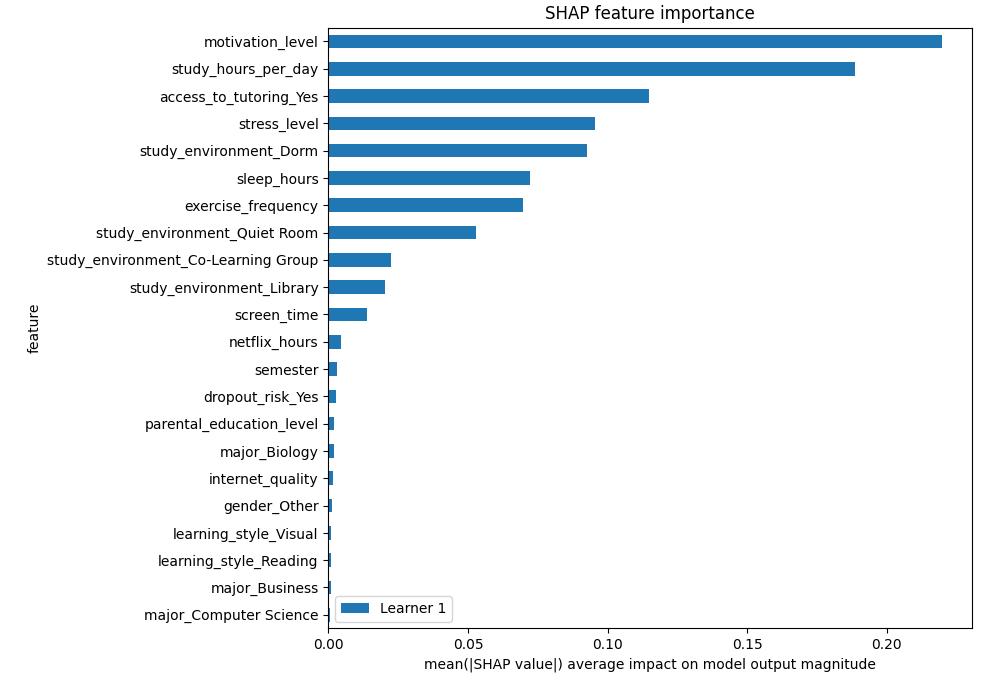 SHAP feature importance
motivation_level
study_hours_per_day
access_to_tutoring_Yes
stress_level
study_environment_Dorm
sleep_hours
exercise_frequency
study_environment_Quiet Room
study_environment_Co-Learning Group
study_environment_Library
screen_time
netflix_hours
semester
dropout_risk_Yes
parental_education_level
major_Biology
internet_quality
gender_Other
learning_style_Visual
learning_style_Reading
major_Business
major_Computer Science
feature
Learner 1
0.00 0.05 0.10 0.15 0.20
mean(|SHAP value|) average impact on model output magnitude